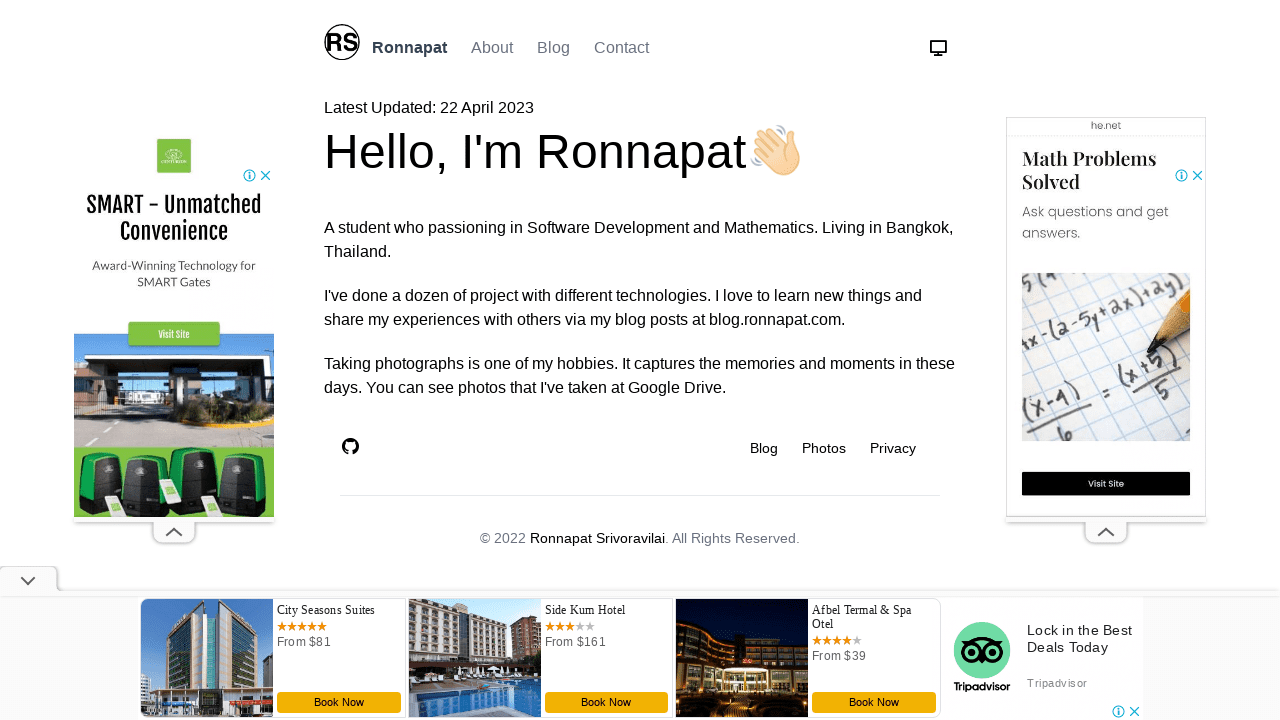 RS
Ronnapat About Blog Contact
Latest Updated: 22 April 2023
Hello, I'm Ronnapat
A student who passioning in Software Development and Mathematics. Living in Bangkok,
Thailand.
I've done a dozen of project with different technologies. I love to learn new things and
share my experiences with others via my blog posts at blog.ronnapat.com.
Taking photographs is one of my hobbies. It captures the memories and moments in these
days. You can see photos that I've taken at Google Drive.
Blog Photos Privacy
© 2022 Ronnapat Srivoravilai. All Rights Reserved.
SMART - Unmatched
Convenience
Award-Winning Technology for
SMART Gates
Visit Site
he.net
Math Problems
Solved
Ask questions and get
answers.
Visit Site
City Seasons Suites
From $81
Book Now
Side Kum Hotel
From $161
Book Now
Afbel Termal & Spa
Otel
From $39
Book Now
Tripadvisor
Lock in the Best
Deals Today
Tripadvisor